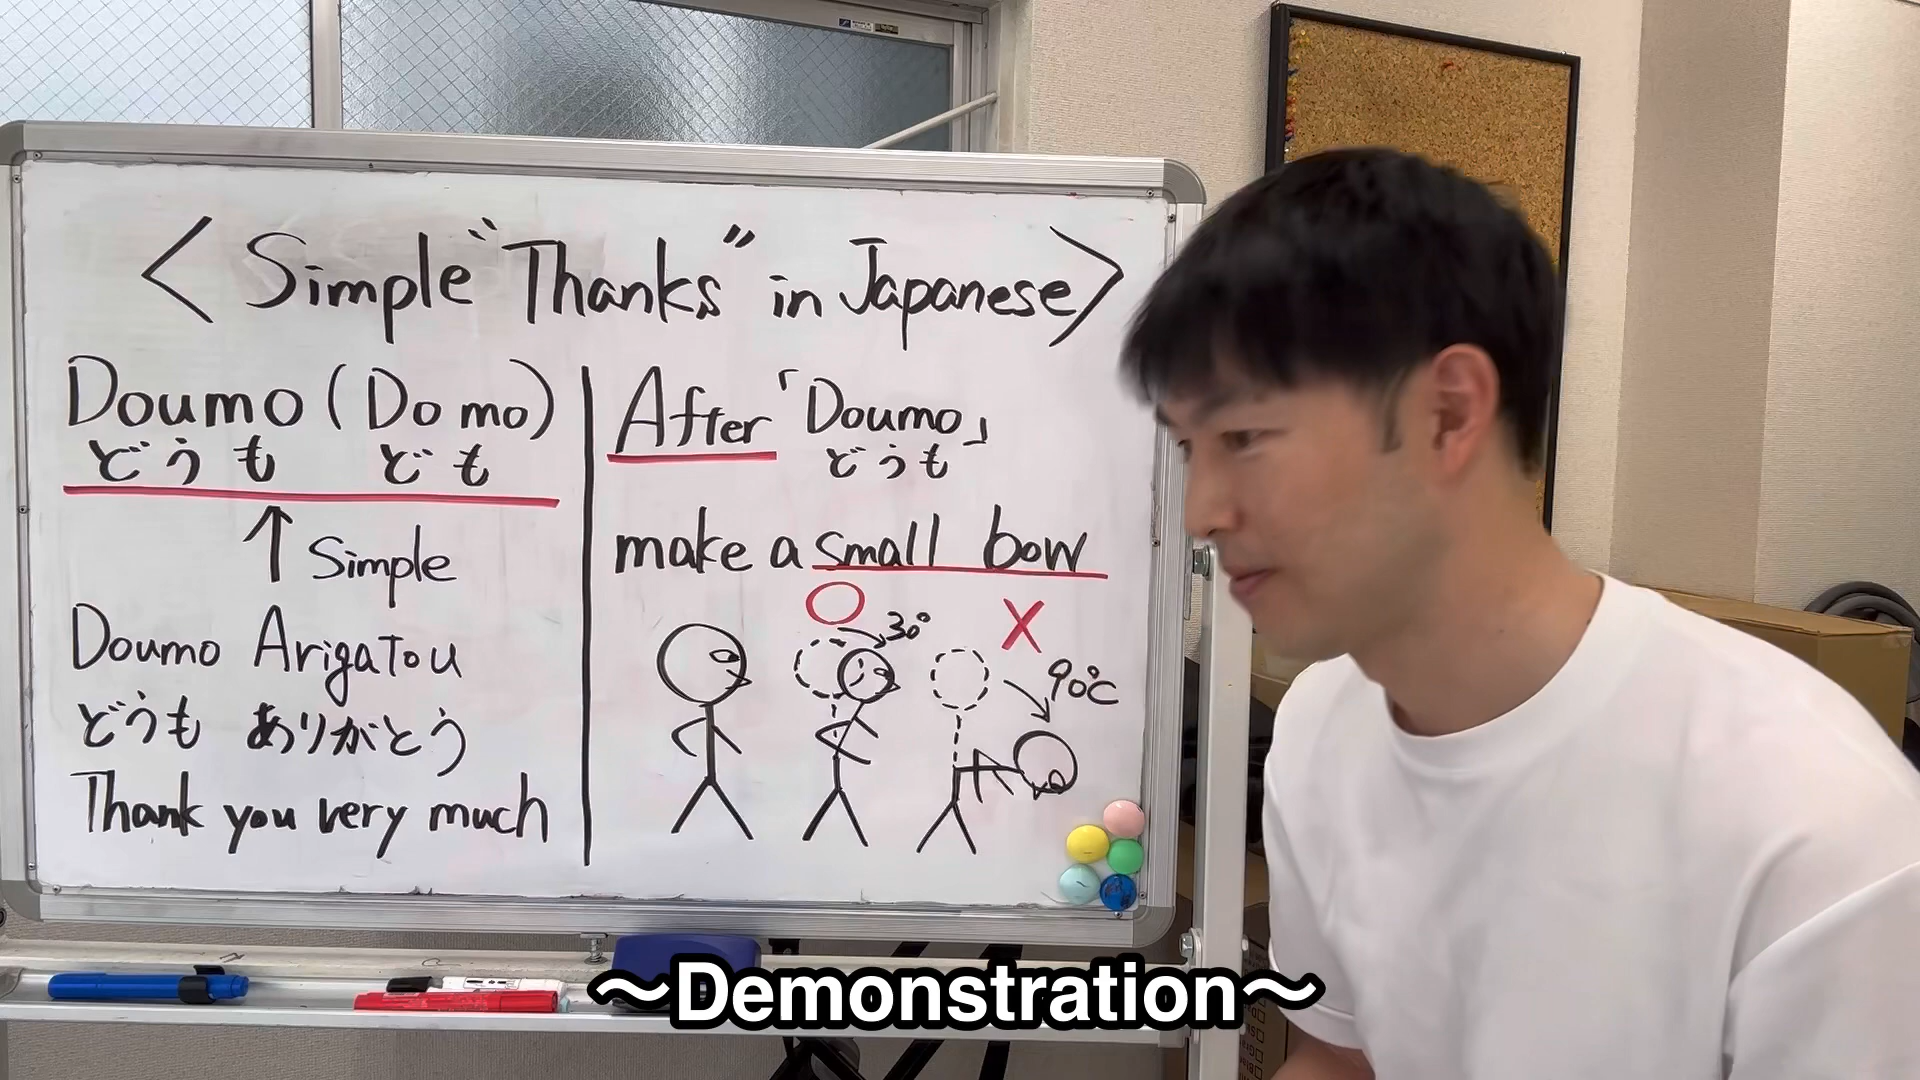 < Simple “Thanks” in Japanese >
Doumo (Domo)
どうも ども
↑ Simple
Doumo Arigatou
どうも ありがとう
Thank you very much
After「Doumo」
どうも
make a small bow
○ X
30°
90℃
～Demonstration～